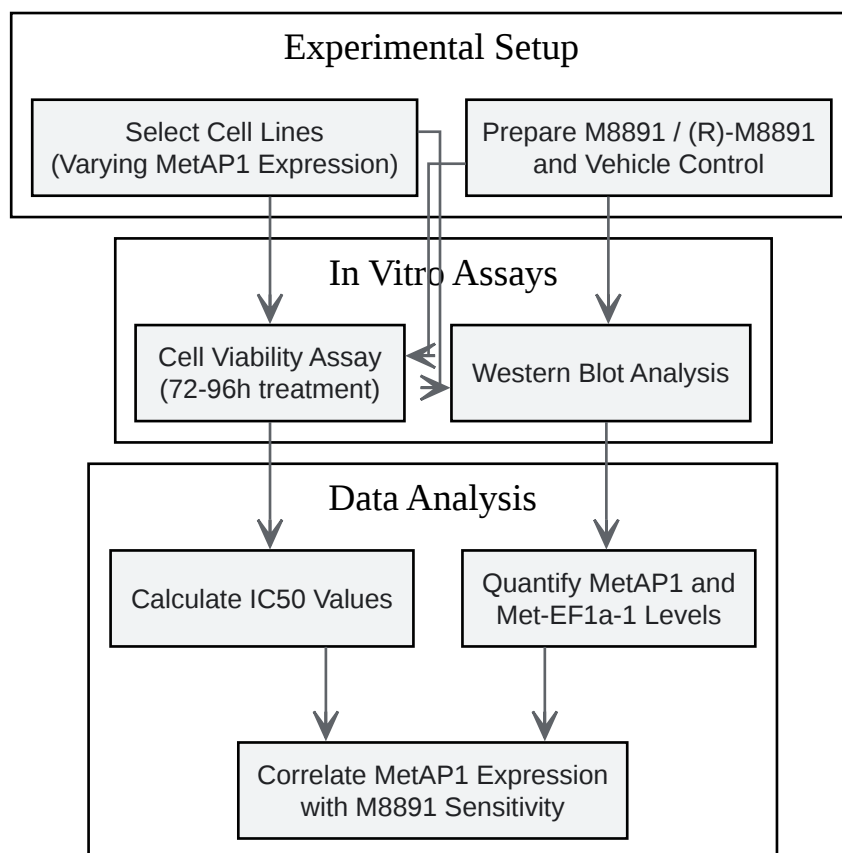 Experimental Setup
Select Cell Lines
(Varying MetAP1 Expression)
Prepare M8891 / (R)-M8891
and Vehicle Control
In Vitro Assays
Cell Viability Assay
(72-96h treatment)
Western Blot Analysis
Data Analysis
Calculate IC50 Values
Quantify MetAP1 and
Met-EF1a-1 Levels
Correlate MetAP1 Expression
with M8891 Sensitivity